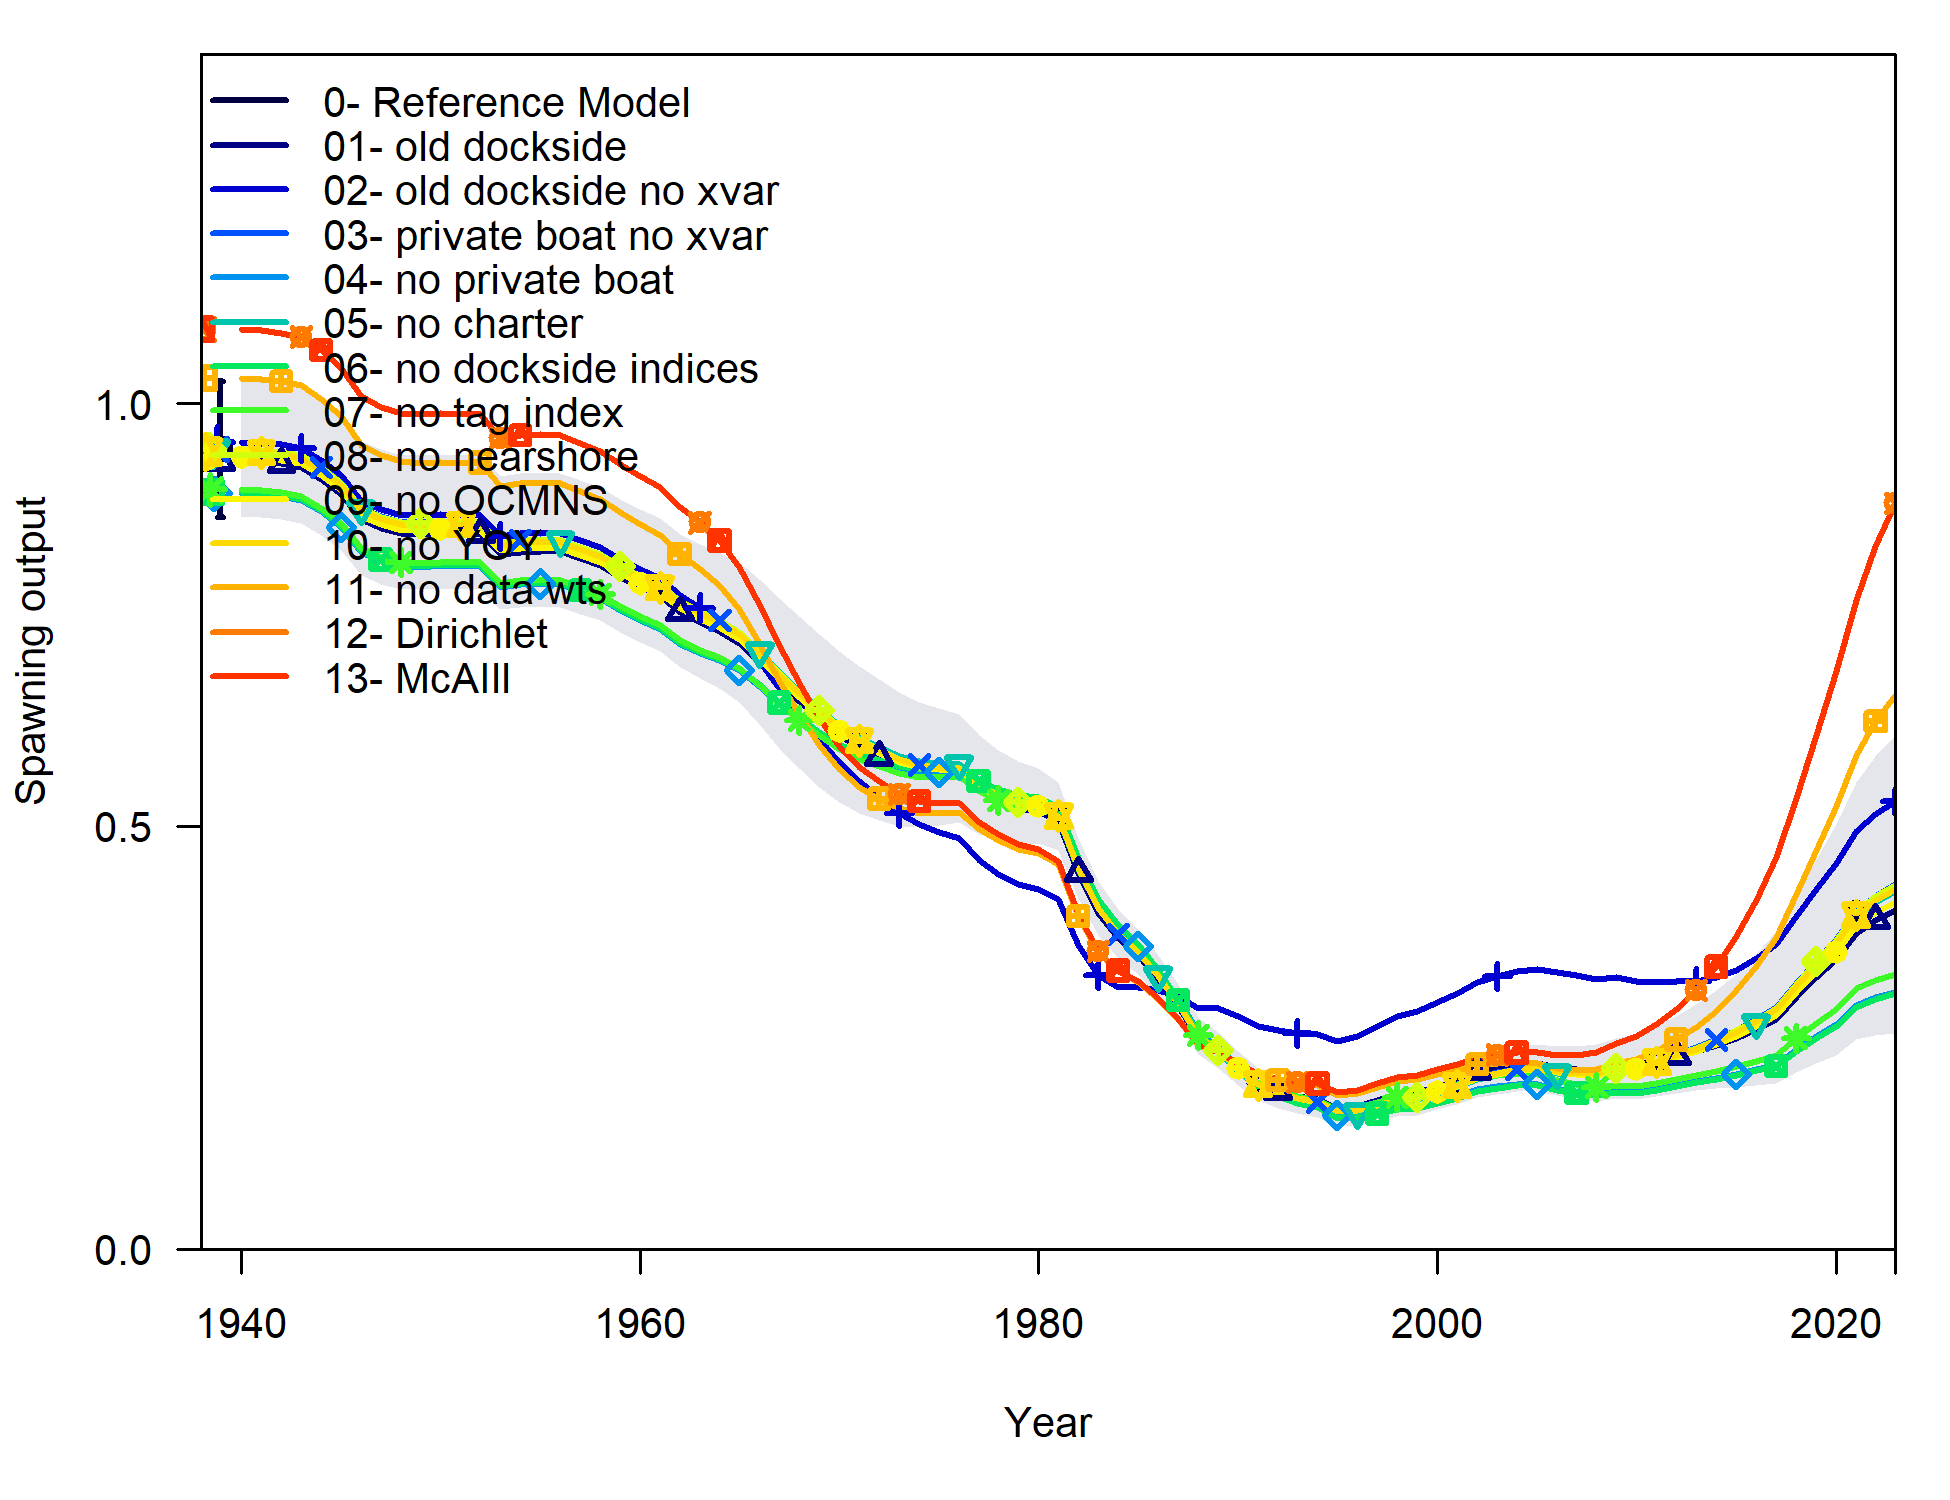 0- Reference Model
01- old dockside
02- old dockside no xvar
03- private boat no xvar
04- no private boat
05- no charter
06- no dockside indices
07- no tag index
08- no nearshore
09- no OCMNS
10- no YOY
11- no data wts
12- Dirichlet
13- McAllI
Spawning output
1.0
0.5
0.0
1940 1960 1980 2000 2020
Year